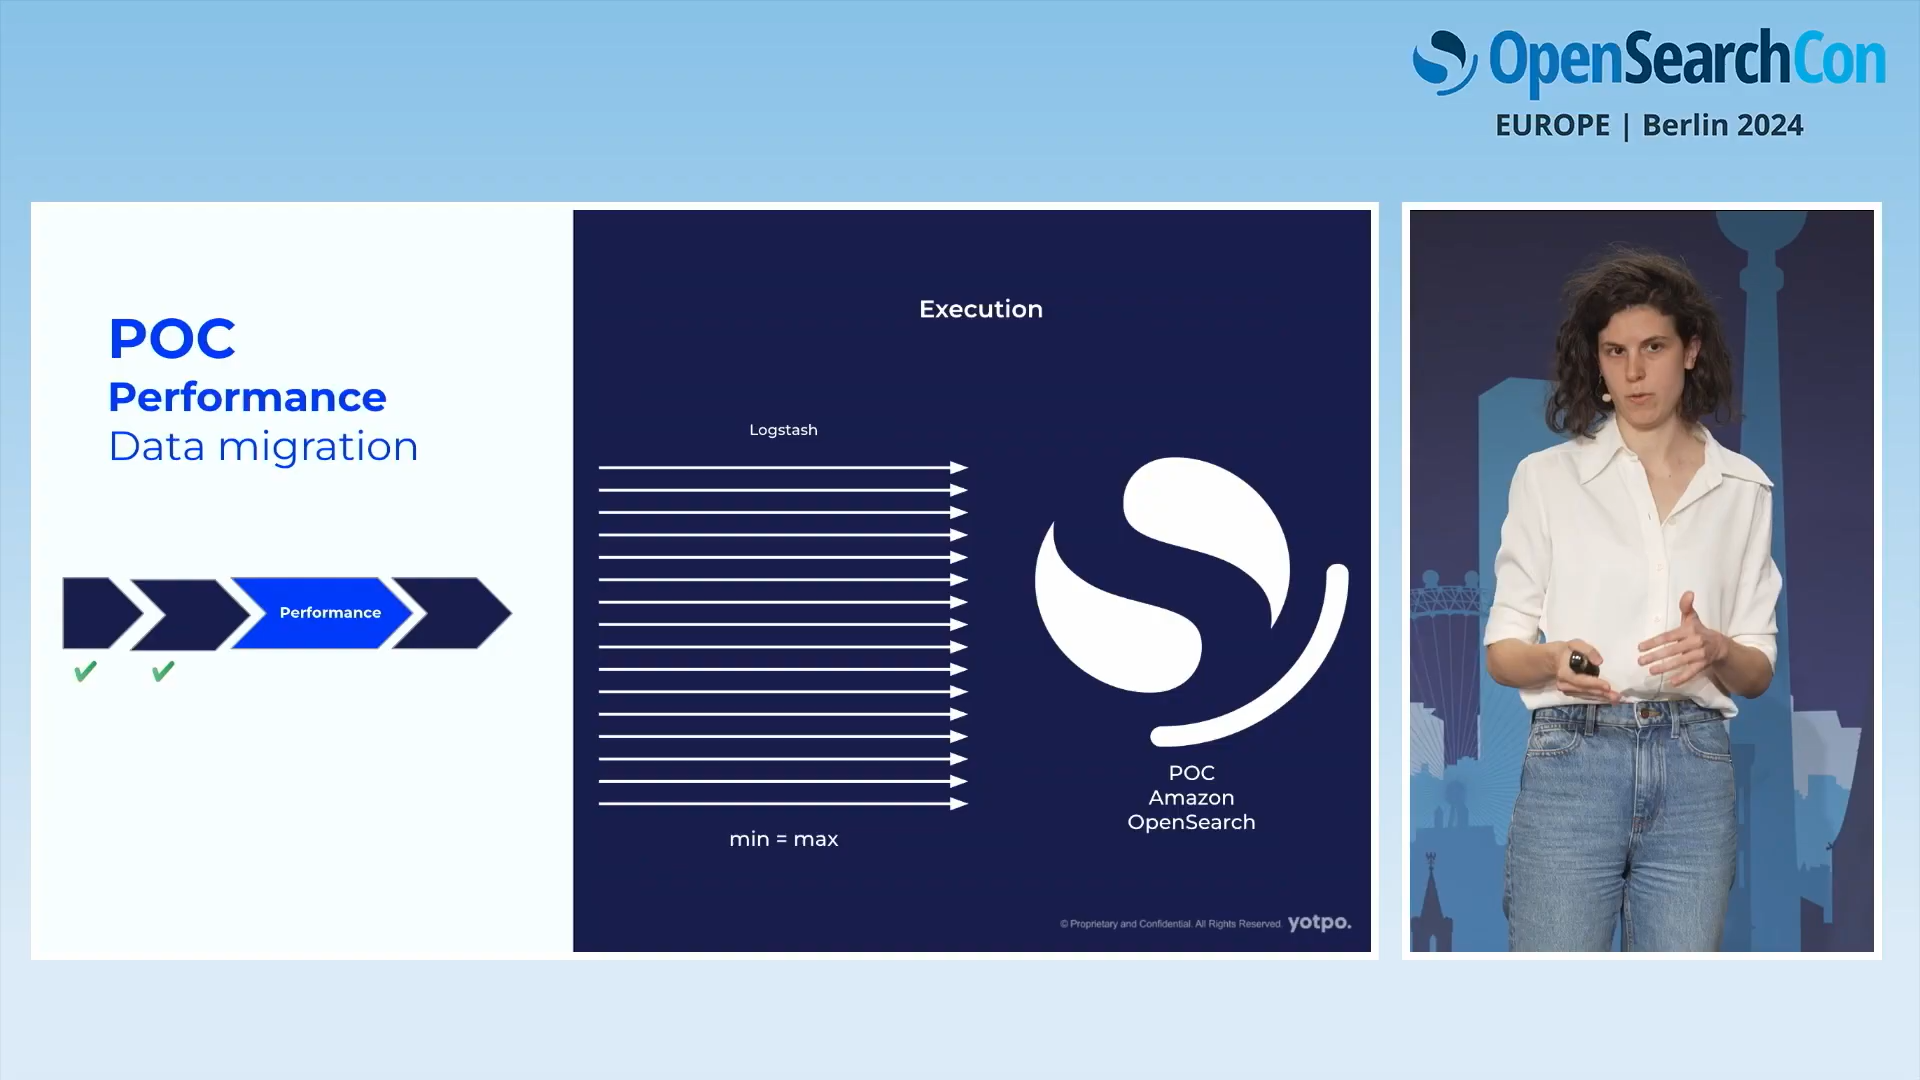 OpenSearchCon
EUROPE | Berlin 2024
POC
Performance
Data migration
Performance
Execution
Logstash
min = max
POC
Amazon
OpenSearch
© Proprietary and Confidential. All Rights Reserved. yotpo.